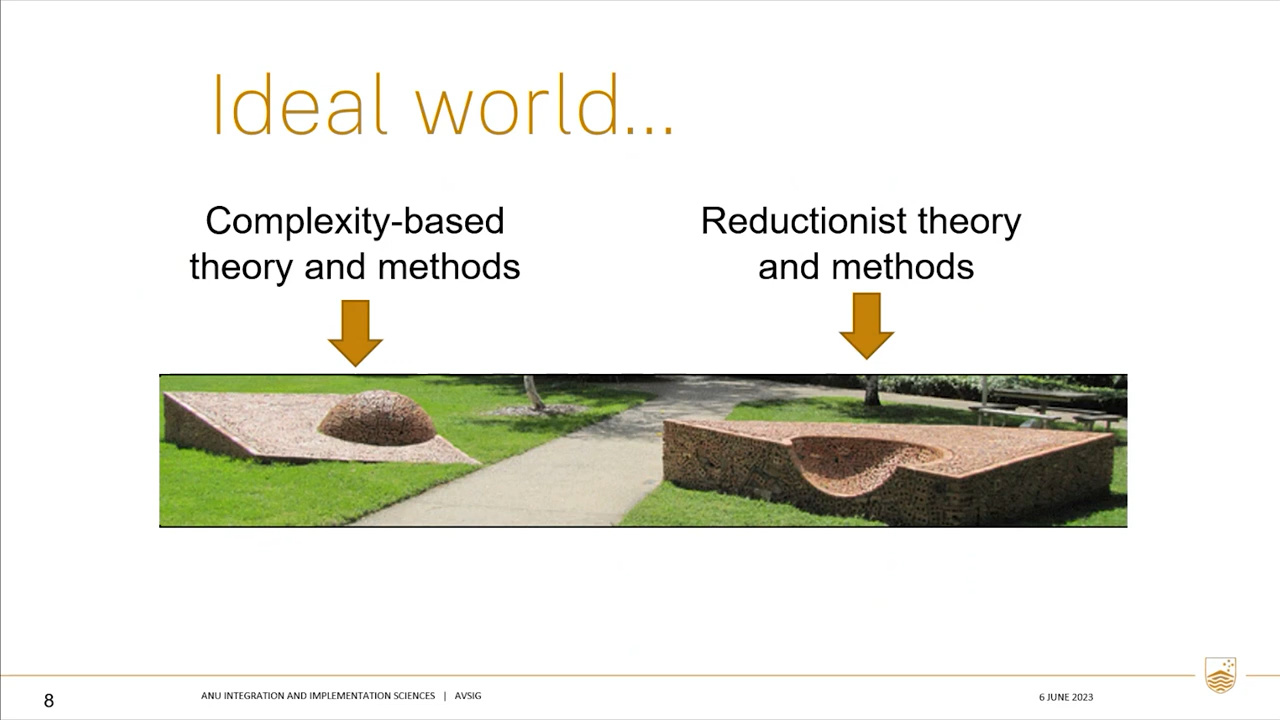 Ideal world...
Complexity-based
theory and methods
Reductionist theory
and methods
8
ANU INTEGRATION AND IMPLEMENTATION SCIENCES | AVSIG
6 JUNE 2023